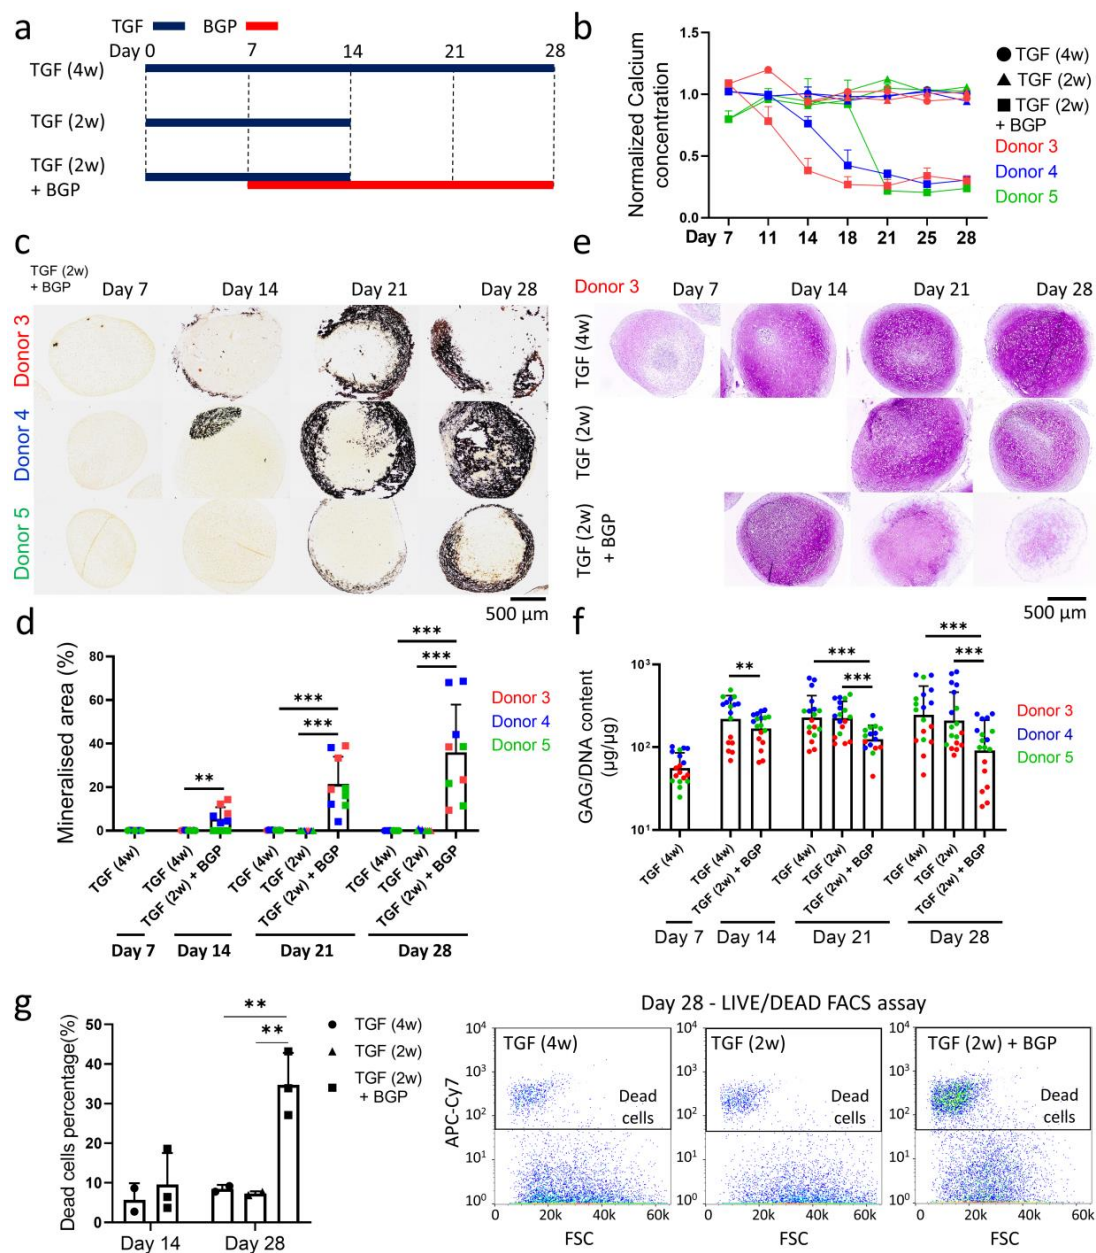 a
TGF BGP
Day 0 7 14 21 28
TGF (4w)
TGF (2w)
TGF (2w)
+ BGP
b
Normalized Calcium
concentration
1.5
1.0
0.5
0.0
Day 7 11 14 18 21 25 28
TGF (4w)
TGF (2w)
TGF (2w)
+ BGP
Donor 3
Donor 4
Donor 5
c
TGF (2w)
+ BGP
Day 7 Day 14 Day 21 Day 28
Donor 3
Donor 4
Donor 5
500 µm
e
Donor 3 Day 7 Day 14 Day 21 Day 28
TGF (4w)
TGF (2w)
TGF (2w)
+ BGP
500 µm
d
Mineralised area (%)
80
60
40
20
0
**
***
***
***
***
Donor 3
Donor 4
Donor 5
TGF (4w) TGF (4w) TGF (2w) + BGP TGF (4w) TGF (2w) TGF (2w) + BGP TGF (4w) TGF (2w) TGF (2w) + BGP
Day 7 Day 14 Day 21 Day 28
f
GAG/DNA content
(µg/µg)
10³
10²
10¹
**
***
***
***
***
Donor 3
Donor 4
Donor 5
TGF (4w) TGF (4w) TGF (2w) + BGP TGF (4w) TGF (2w) TGF (2w) + BGP TGF (4w) TGF (2w) TGF (2w) + BGP
Day 7 Day 14 Day 21 Day 28
g
Dead cells percentage(%)
50
40
30
20
10
0
**
**
Day 14 Day 28
TGF (4w)
TGF (2w)
TGF (2w)
+ BGP
Day 28 - LIVE/DEAD FACS assay
APC-Cy7
10⁴ 10⁴ 10⁴
TGF (4w) TGF (2w) TGF (2w) + BGP
10³ 10³ 10³
Dead Dead Dead
cells cells cells
10² 10² 10²
10¹ 10¹ 10¹
10⁰ 10⁰ 10⁰
0 20k 40k 60k 0 20k 40k 60k 0 20k 40k 60k
FSC FSC FSC